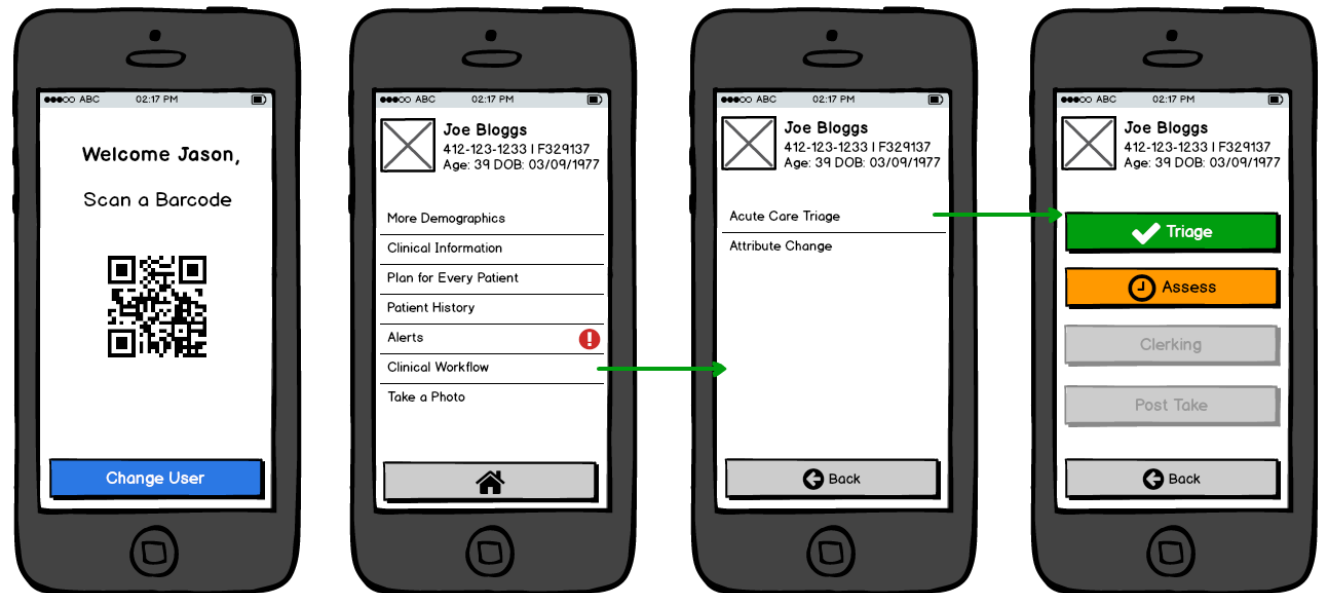 ABC 02:17 PM
Welcome Jason,
Scan a Barcode
Change User
ABC 02:17 PM
Joe Bloggs
412-123-1233 | F329137
Age: 39 DOB: 03/09/1977
More Demographics
Clinical Information
Plan for Every Patient
Patient History
Alerts
Clinical Workflow
Take a Photo
ABC 02:17 PM
Joe Bloggs
412-123-1233 | F329137
Age: 39 DOB: 03/09/1977
Acute Care Triage
Attribute Change
Back
ABC 02:17 PM
Joe Bloggs
412-123-1233 | F329137
Age: 39 DOB: 03/09/1977
Triage
Assess
Clerking
Post Take
Back